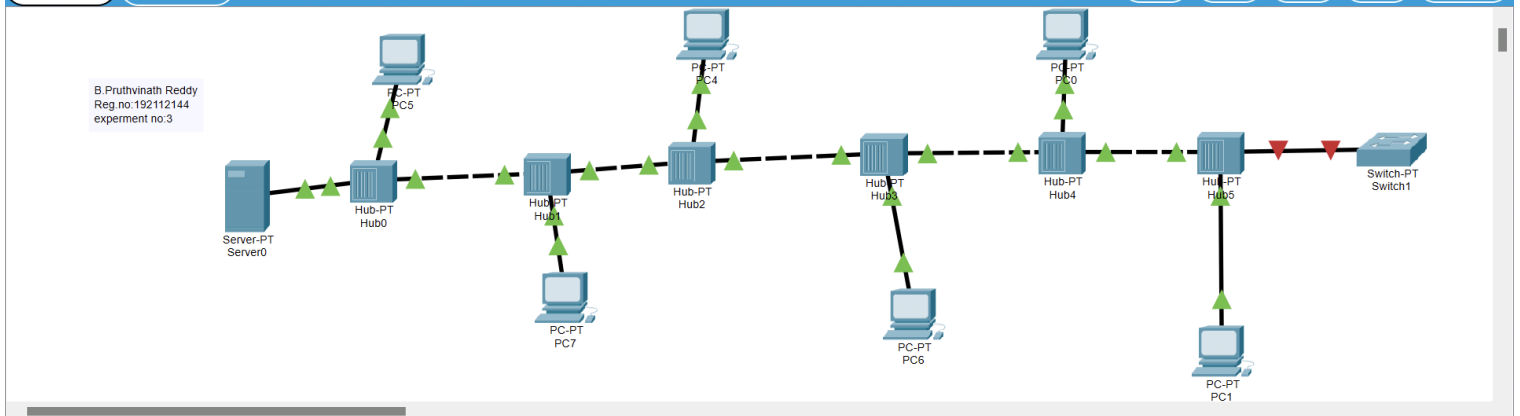 B.Pruthvinath Reddy
Reg.no:192112144
experment no:3
PC-PT
PC5
PC-PT
PC4
PC-PT
PC0
Server-PT
Server0
Hub-PT
Hub0
Hub-PT
Hub1
Hub-PT
Hub2
Hub-PT
Hub3
Hub-PT
Hub4
Hub-PT
Hub5
Switch-PT
Switch1
PC-PT
PC7
PC-PT
PC6
PC-PT
PC1